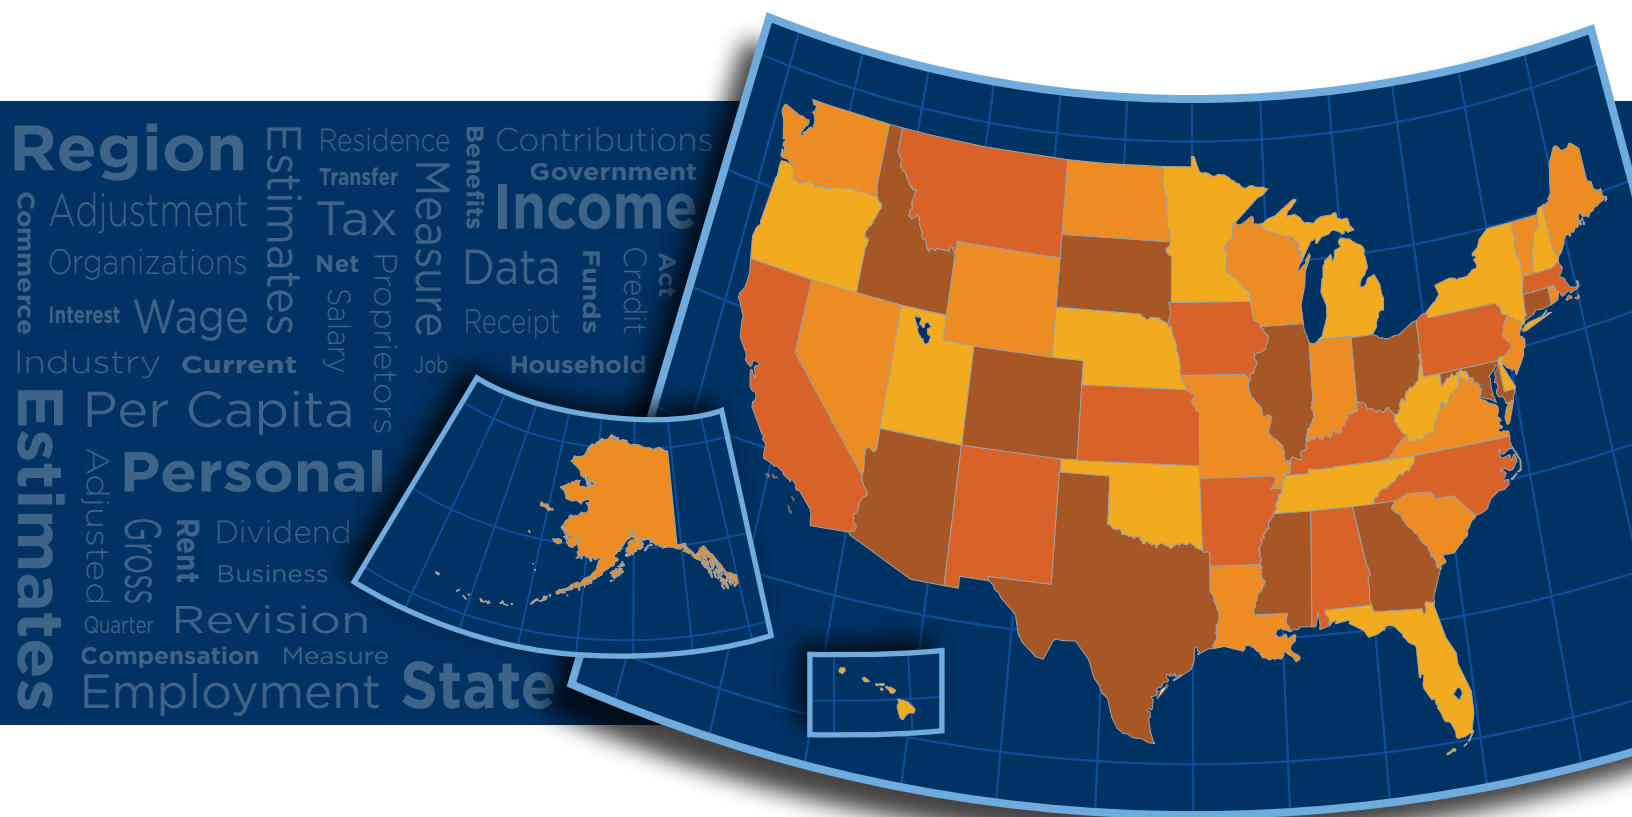 Region
Estimates
Residence
Benefits
Contributions
Transfer
Measure
Government
Commerce
Adjustment
Tax
Income
Organizations
Net
Proprietors
Data
Funds
Credit
Act
Interest
Wage
Salary
Receipt
Industry
Current
Job
Household
Estimates
Per Capita
Adjusted
Personal
Gross
Rent
Dividend
Business
Quarter
Revision
Compensation
Measure
Employment
State